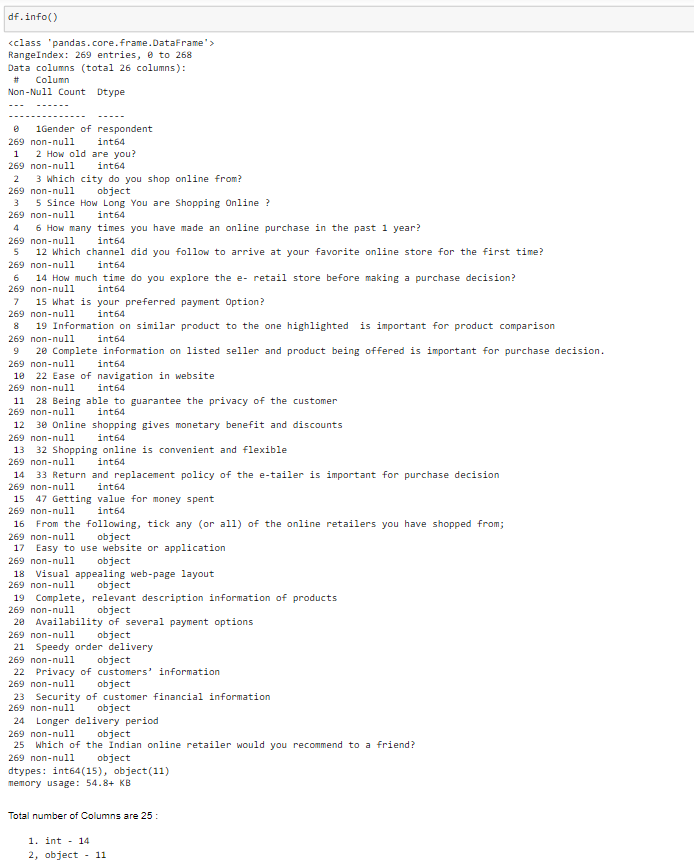 df.info()
<class 'pandas.core.frame.DataFrame'>
RangeIndex: 269 entries, 0 to 268
Data columns (total 26 columns):
 #   Column
Non-Null Count  Dtype
---  ------
--------------  -----
 0   1Gender of respondent
269 non-null    int64
 1   2 How old are you?
269 non-null    int64
 2   3 Which city do you shop online from?
269 non-null    object
 3   5 Since How Long You are Shopping Online ?
269 non-null    int64
 4   6 How many times you have made an online purchase in the past 1 year?
269 non-null    int64
 5   12 Which channel did you follow to arrive at your favorite online store for the first time?
269 non-null    int64
 6   14 How much time do you explore the e- retail store before making a purchase decision?
269 non-null    int64
 7   15 What is your preferred payment Option?
269 non-null    int64
 8   19 Information on similar product to the one highlighted  is important for product comparison
269 non-null    int64
 9   20 Complete information on listed seller and product being offered is important for purchase decision.
269 non-null    int64
 10  22 Ease of navigation in website
269 non-null    int64
 11  28 Being able to guarantee the privacy of the customer
269 non-null    int64
 12  30 Online shopping gives monetary benefit and discounts
269 non-null    int64
 13  32 Shopping online is convenient and flexible
269 non-null    int64
 14  33 Return and replacement policy of the e-tailer is important for purchase decision
269 non-null    int64
 15  47 Getting value for money spent
269 non-null    int64
 16  From the following, tick any (or all) of the online retailers you have shopped from;
269 non-null    object
 17  Easy to use website or application
269 non-null    object
 18  Visual appealing web-page layout
269 non-null    object
 19  Complete, relevant description information of products
269 non-null    object
 20  Availability of several payment options
269 non-null    object
 21  Speedy order delivery
269 non-null    object
 22  Privacy of customers’ information
269 non-null    object
 23  Security of customer financial information
269 non-null    object
 24  Longer delivery period
269 non-null    object
 25  Which of the Indian online retailer would you recommend to a friend?
269 non-null    object
dtypes: int64(15), object(11)
memory usage: 54.8+ KB
Total number of Columns are 25 :
1. int - 14
2, object - 11